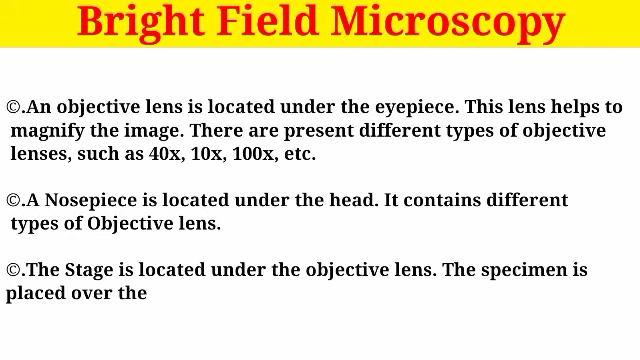 Bright Field Microscopy
©.An objective lens is located under the eyepiece. This lens helps to
magnify the image. There are present different types of objective
lenses, such as 40x, 10x, 100x, etc.
©.A Nosepiece is located under the head. It contains different
types of Objective lens.
©.The Stage is located under the objective lens. The specimen is
placed over the